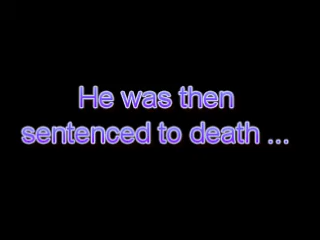 He was then
sentenced to death ...